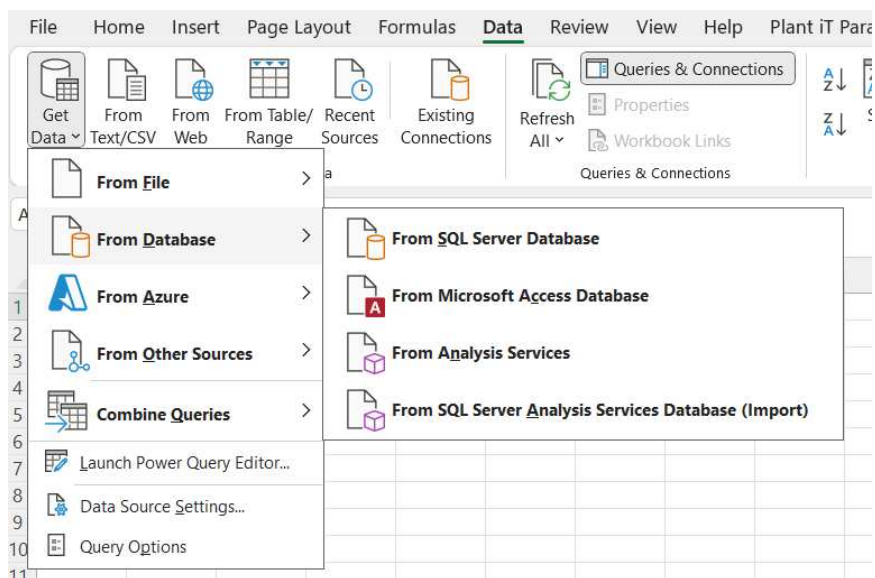 File Home Insert Page Layout Formulas Data Review View Help Plant iT Para
Get Data
From Text/CSV
From Web
From Table/ Range
Recent Sources
Existing Connections
Refresh All
Queries & Connections
Properties
Workbook Links
a
Queries & Connections
A
From File
From Database
From Azure
From Other Sources
Combine Queries
Launch Power Query Editor...
Data Source Settings...
Query Options
From SQL Server Database
From Microsoft Access Database
From Analysis Services
From SQL Server Analysis Services Database (Import)
1
2
3
4
5
6
7
8
9
10
11